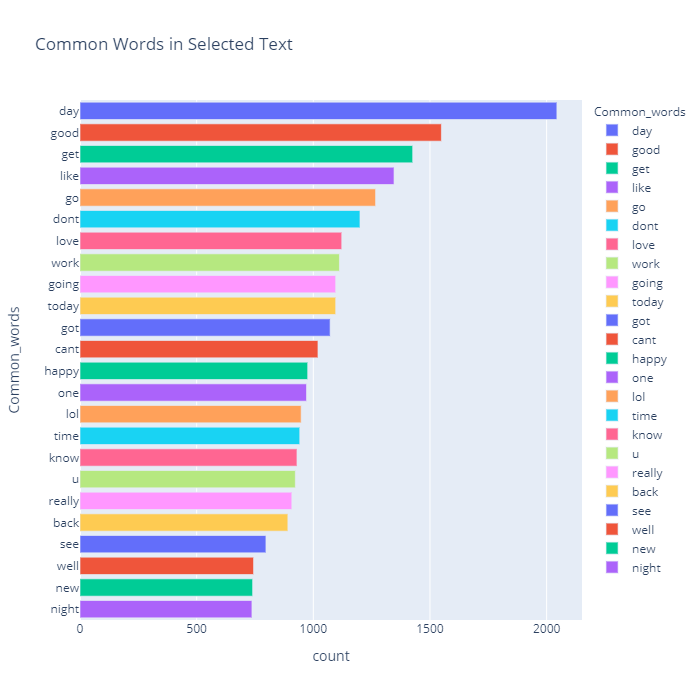 Common Words in Selected Text
Common_words
day
good
get
like
go
dont
love
work
going
today
got
cant
happy
one
lol
time
know
u
really
back
see
well
new
night
0 500 1000 1500 2000
count
Common_words
day
good
get
like
go
dont
love
work
going
today
got
cant
happy
one
lol
time
know
u
really
back
see
well
new
night